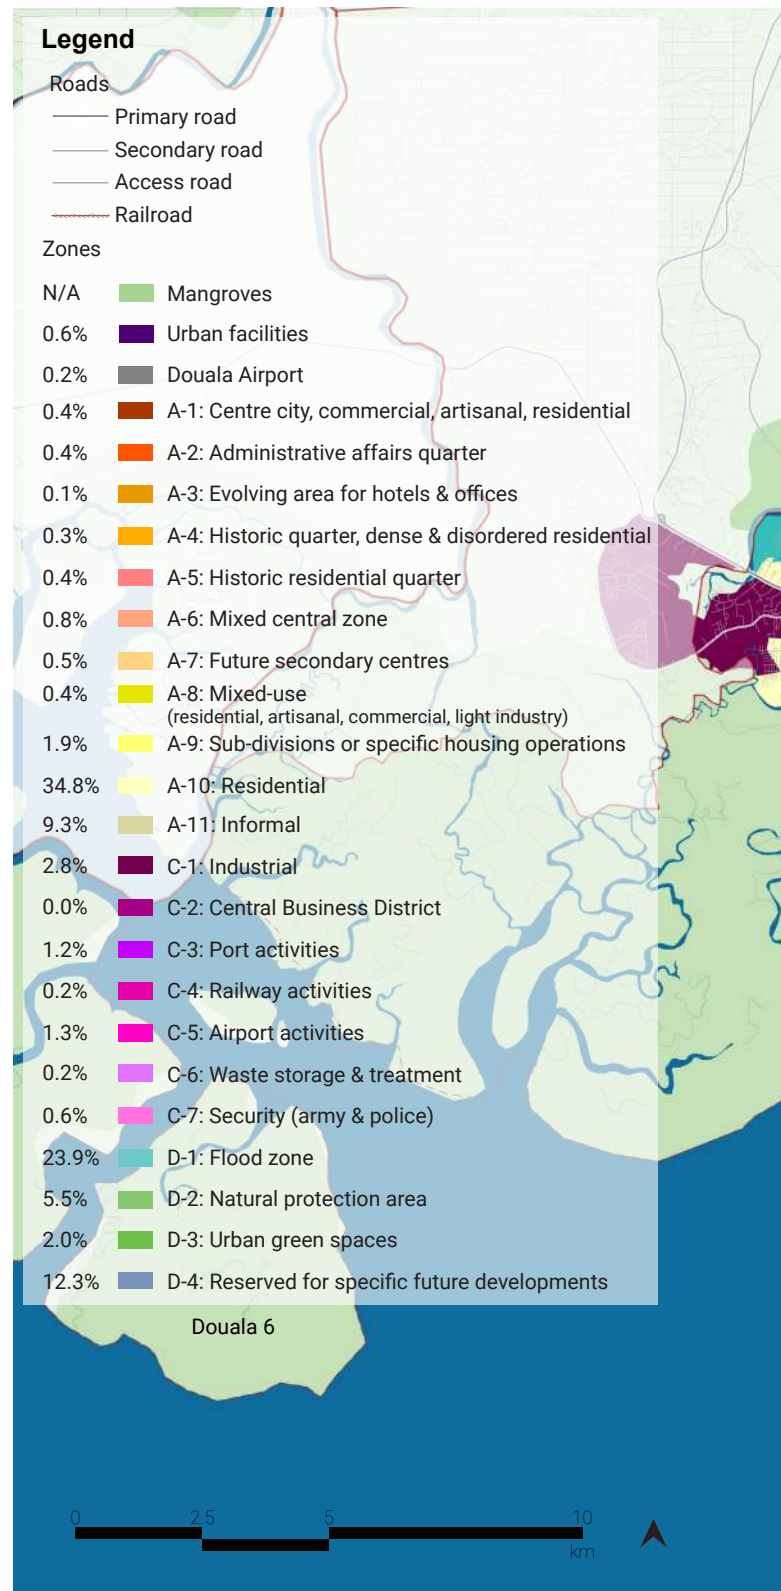 Legend
Roads
Primary road
Secondary road
Access road
Railroad
Zones
N/A Mangroves
0.6% Urban facilities
0.2% Douala Airport
0.4% A-1: Centre city, commercial, artisanal, residential
0.4% A-2: Administrative affairs quarter
0.1% A-3: Evolving area for hotels & offices
0.3% A-4: Historic quarter, dense & disordered residential
0.4% A-5: Historic residential quarter
0.8% A-6: Mixed central zone
0.5% A-7: Future secondary centres
0.4% A-8: Mixed-use
(residential, artisanal, commercial, light industry)
1.9% A-9: Sub-divisions or specific housing operations
34.8% A-10: Residential
9.3% A-11: Informal
2.8% C-1: Industrial
0.0% C-2: Central Business District
1.2% C-3: Port activities
0.2% C-4: Railway activities
1.3% C-5: Airport activities
0.2% C-6: Waste storage & treatment
0.6% C-7: Security (army & police)
23.9% D-1: Flood zone
5.5% D-2: Natural protection area
2.0% D-3: Urban green spaces
12.3% D-4: Reserved for specific future developments
Douala 6
0 2.5 5 10
km